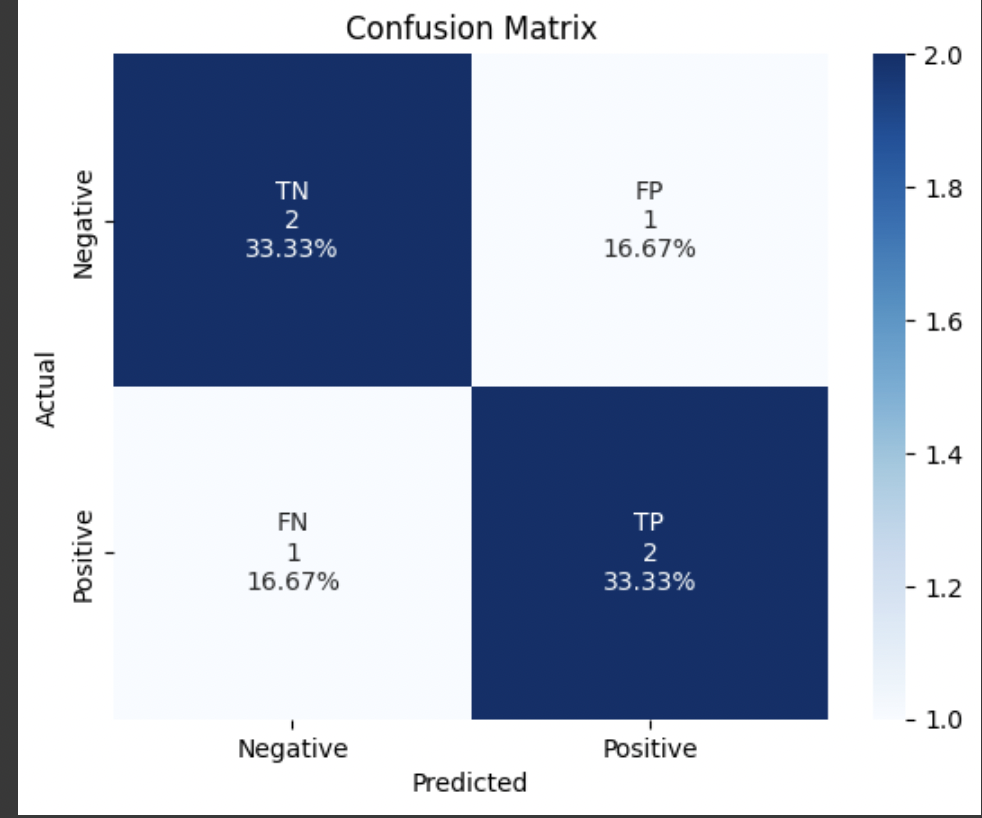 Confusion Matrix
Actual
Negative
TN
2
33.33%
FP
1
16.67%
Positive
FN
1
16.67%
TP
2
33.33%
Negative
Positive
Predicted
2.0
1.8
1.6
1.4
1.2
1.0